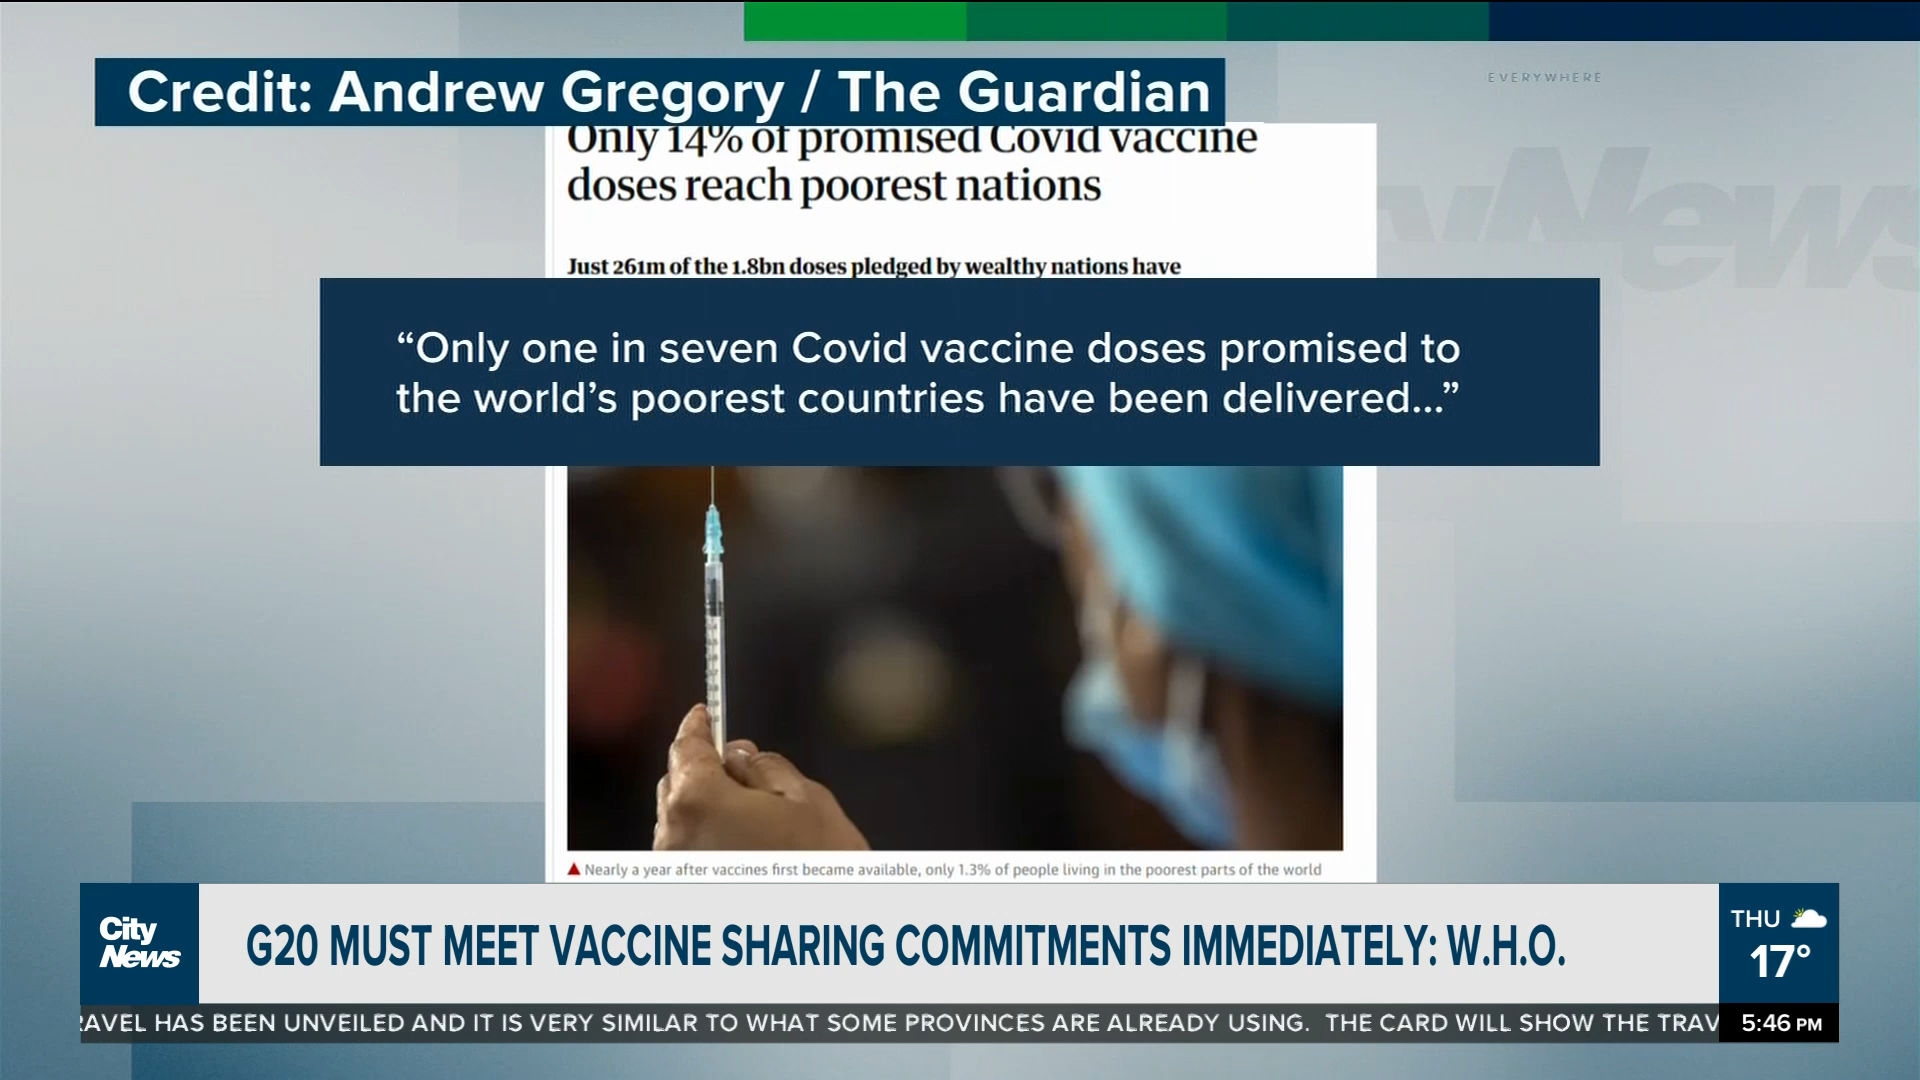 EVERYWHERE
Credit: Andrew Gregory / The Guardian
Only 14% of promised Covid vaccine
doses reach poorest nations
Just 261m of the 1.8bn doses pledged by wealthy nations have
“Only one in seven Covid vaccine doses promised to
the world’s poorest countries have been delivered...”
▲ Nearly a year after vaccines first became available, only 1.3% of people living in the poorest parts of the world
City
News
G20 MUST MEET VACCINE SHARING COMMITMENTS IMMEDIATELY: W.H.O.
THU
17°
RAVEL HAS BEEN UNVEILED AND IT IS VERY SIMILAR TO WHAT SOME PROVINCES ARE ALREADY USING. THE CARD WILL SHOW THE TRAV
5:46 PM